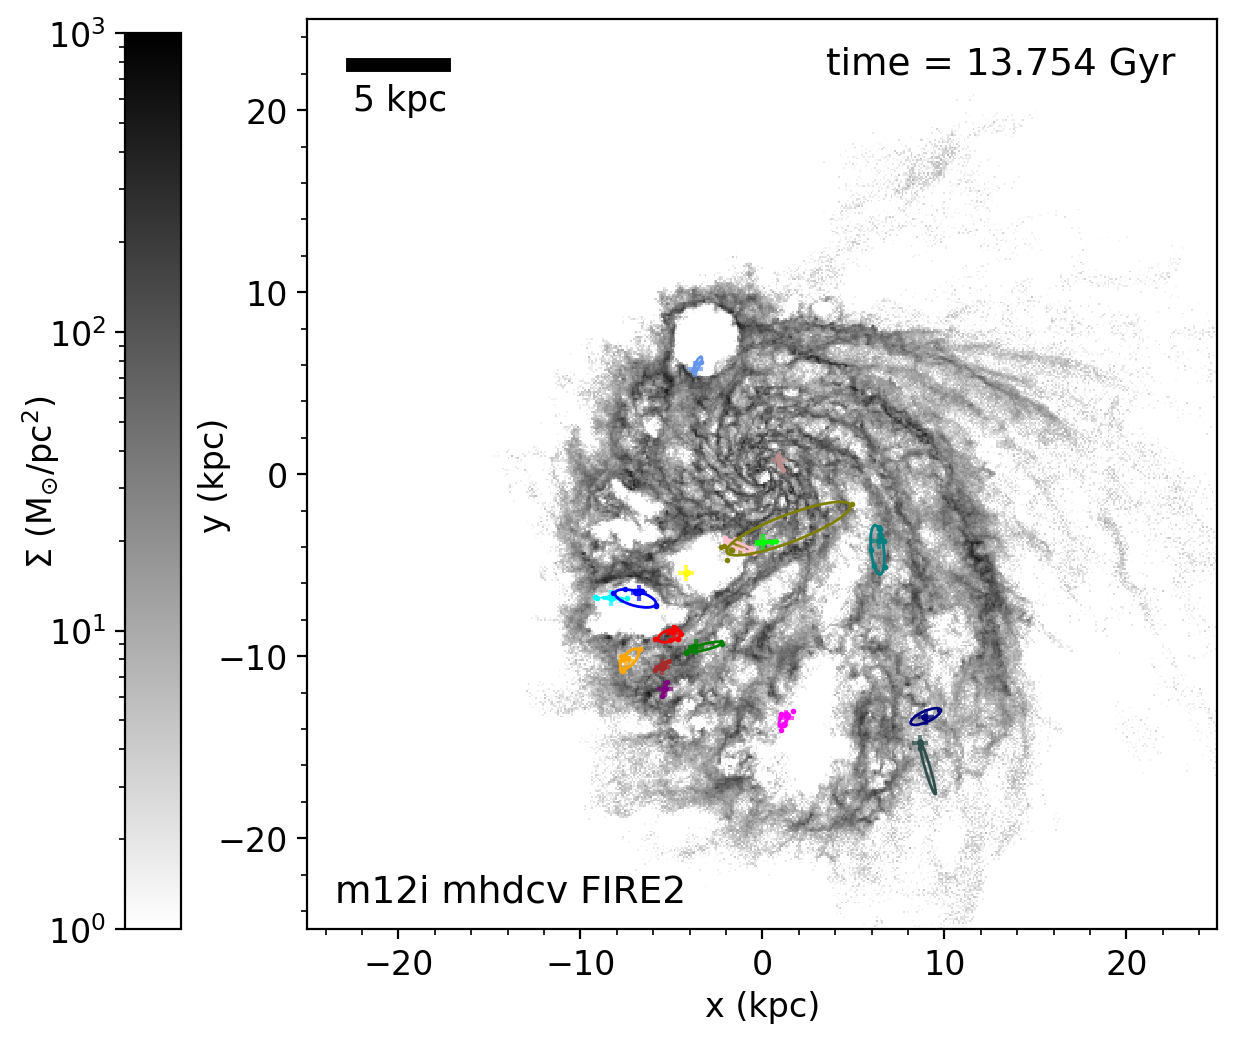 time = 13.754 Gyr
5 kpc
m12i mhdcv FIRE2
Σ (M⊙/pc²)
10³
10²
10¹
10⁰
y (kpc)
20
10
0
−10
−20
−20 −10 0 10 20
x (kpc)